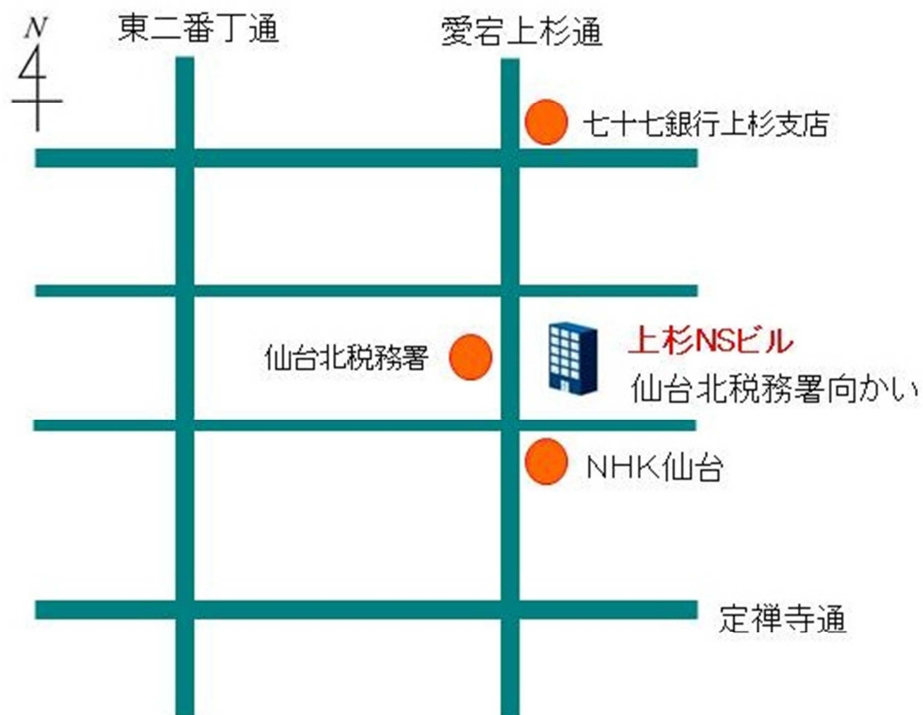 N
東二番丁通
愛宕上杉通
七十七銀行上杉支店
仙台北税務署
上杉NSビル
仙台北税務署向かい
NHK仙台
定禅寺通